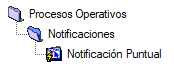 Procesos Operativos
Notificaciones
Notificación Puntual